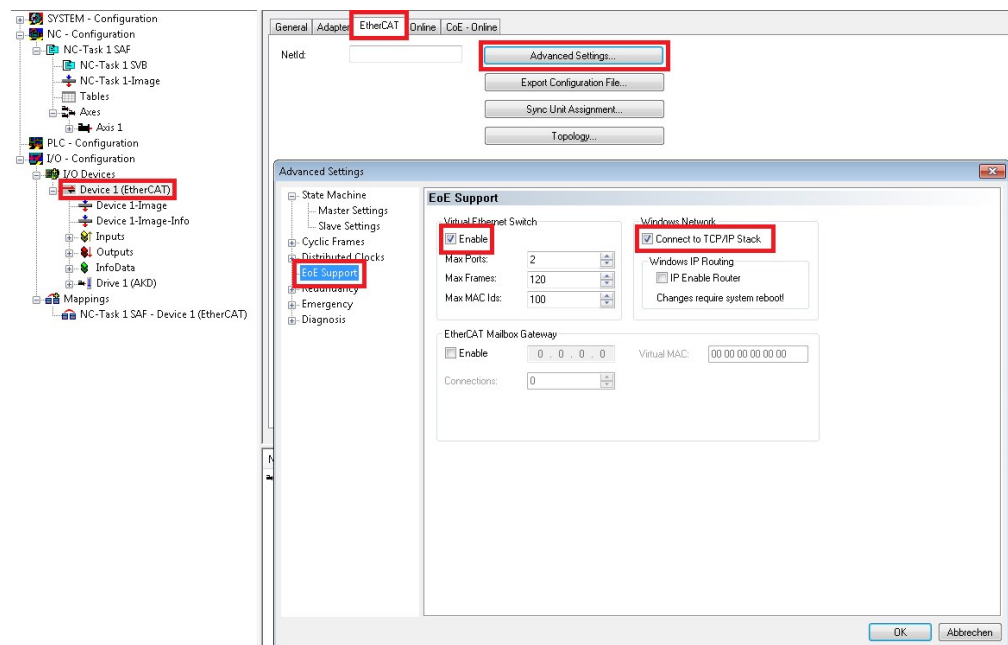 SYSTEM - Configuration
NC - Configuration
NC-Task 1 SAF
NC-Task 1 SVB
NC-Task 1-Image
Tables
Axes
Axis 1
PLC - Configuration
I/O - Configuration
I/O Devices
Device 1 (EtherCAT)
Device 1-Image
Device 1-Image-Info
Inputs
Outputs
InfoData
Drive 1 (AKD)
Mappings
NC-Task 1 SAF - Device 1 (EtherCAT)
General Adapter EtherCAT Online CoE - Online
NetId:
Advanced Settings...
Export Configuration File...
Sync Unit Assignment...
Topology...
Advanced Settings
State Machine
Master Settings
Slave Settings
Cyclic Frames
Distributed Clocks
EoE Support
Redundancy
Emergency
Diagnosis
EoE Support
Virtual Ethernet Switch
Enable
Max Ports: 2
Max Frames: 120
Max MAC Ids: 100
Windows Network
Connect to TCP/IP Stack
Windows IP Routing
IP Enable Router
Changes require system reboot!
EtherCAT Mailbox Gateway
Enable 0 . 0 . 0 . 0 Virtual MAC: 00 00 00 00 00 00
Connections: 0
N
OK Abbrechen